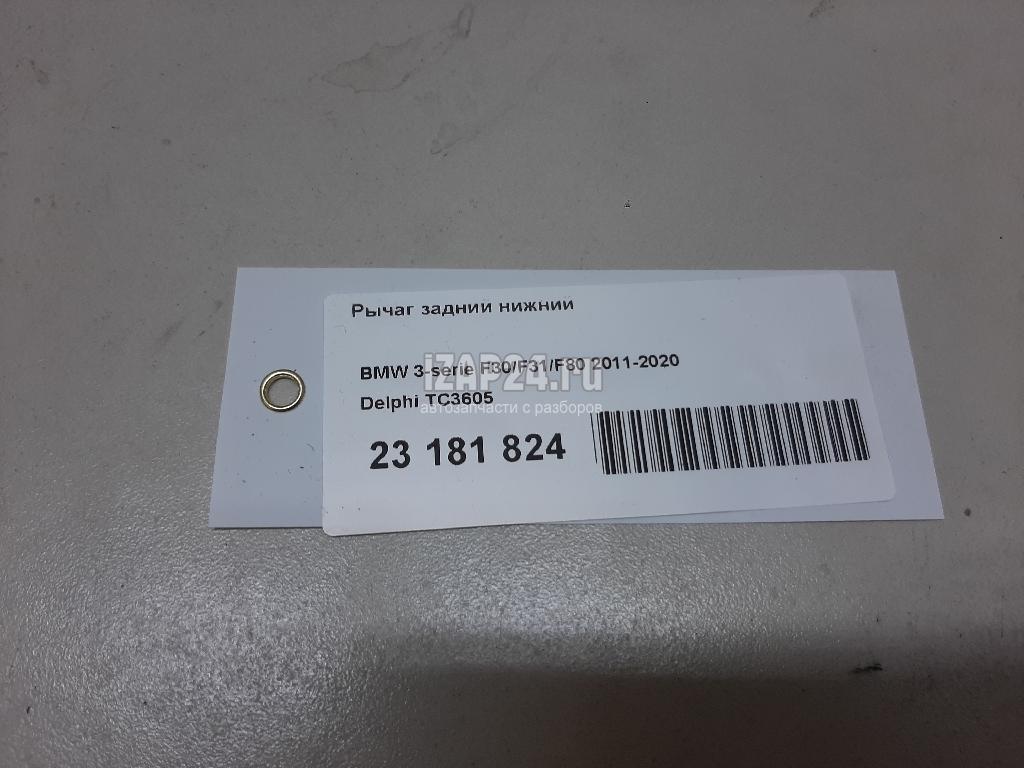 Рычаг задний нижний
BMW 3-serie F30/F31/F80 2011-2020
iZAP24.ru
Delphi TC3605
автозапчасти с разборов
23 181 824